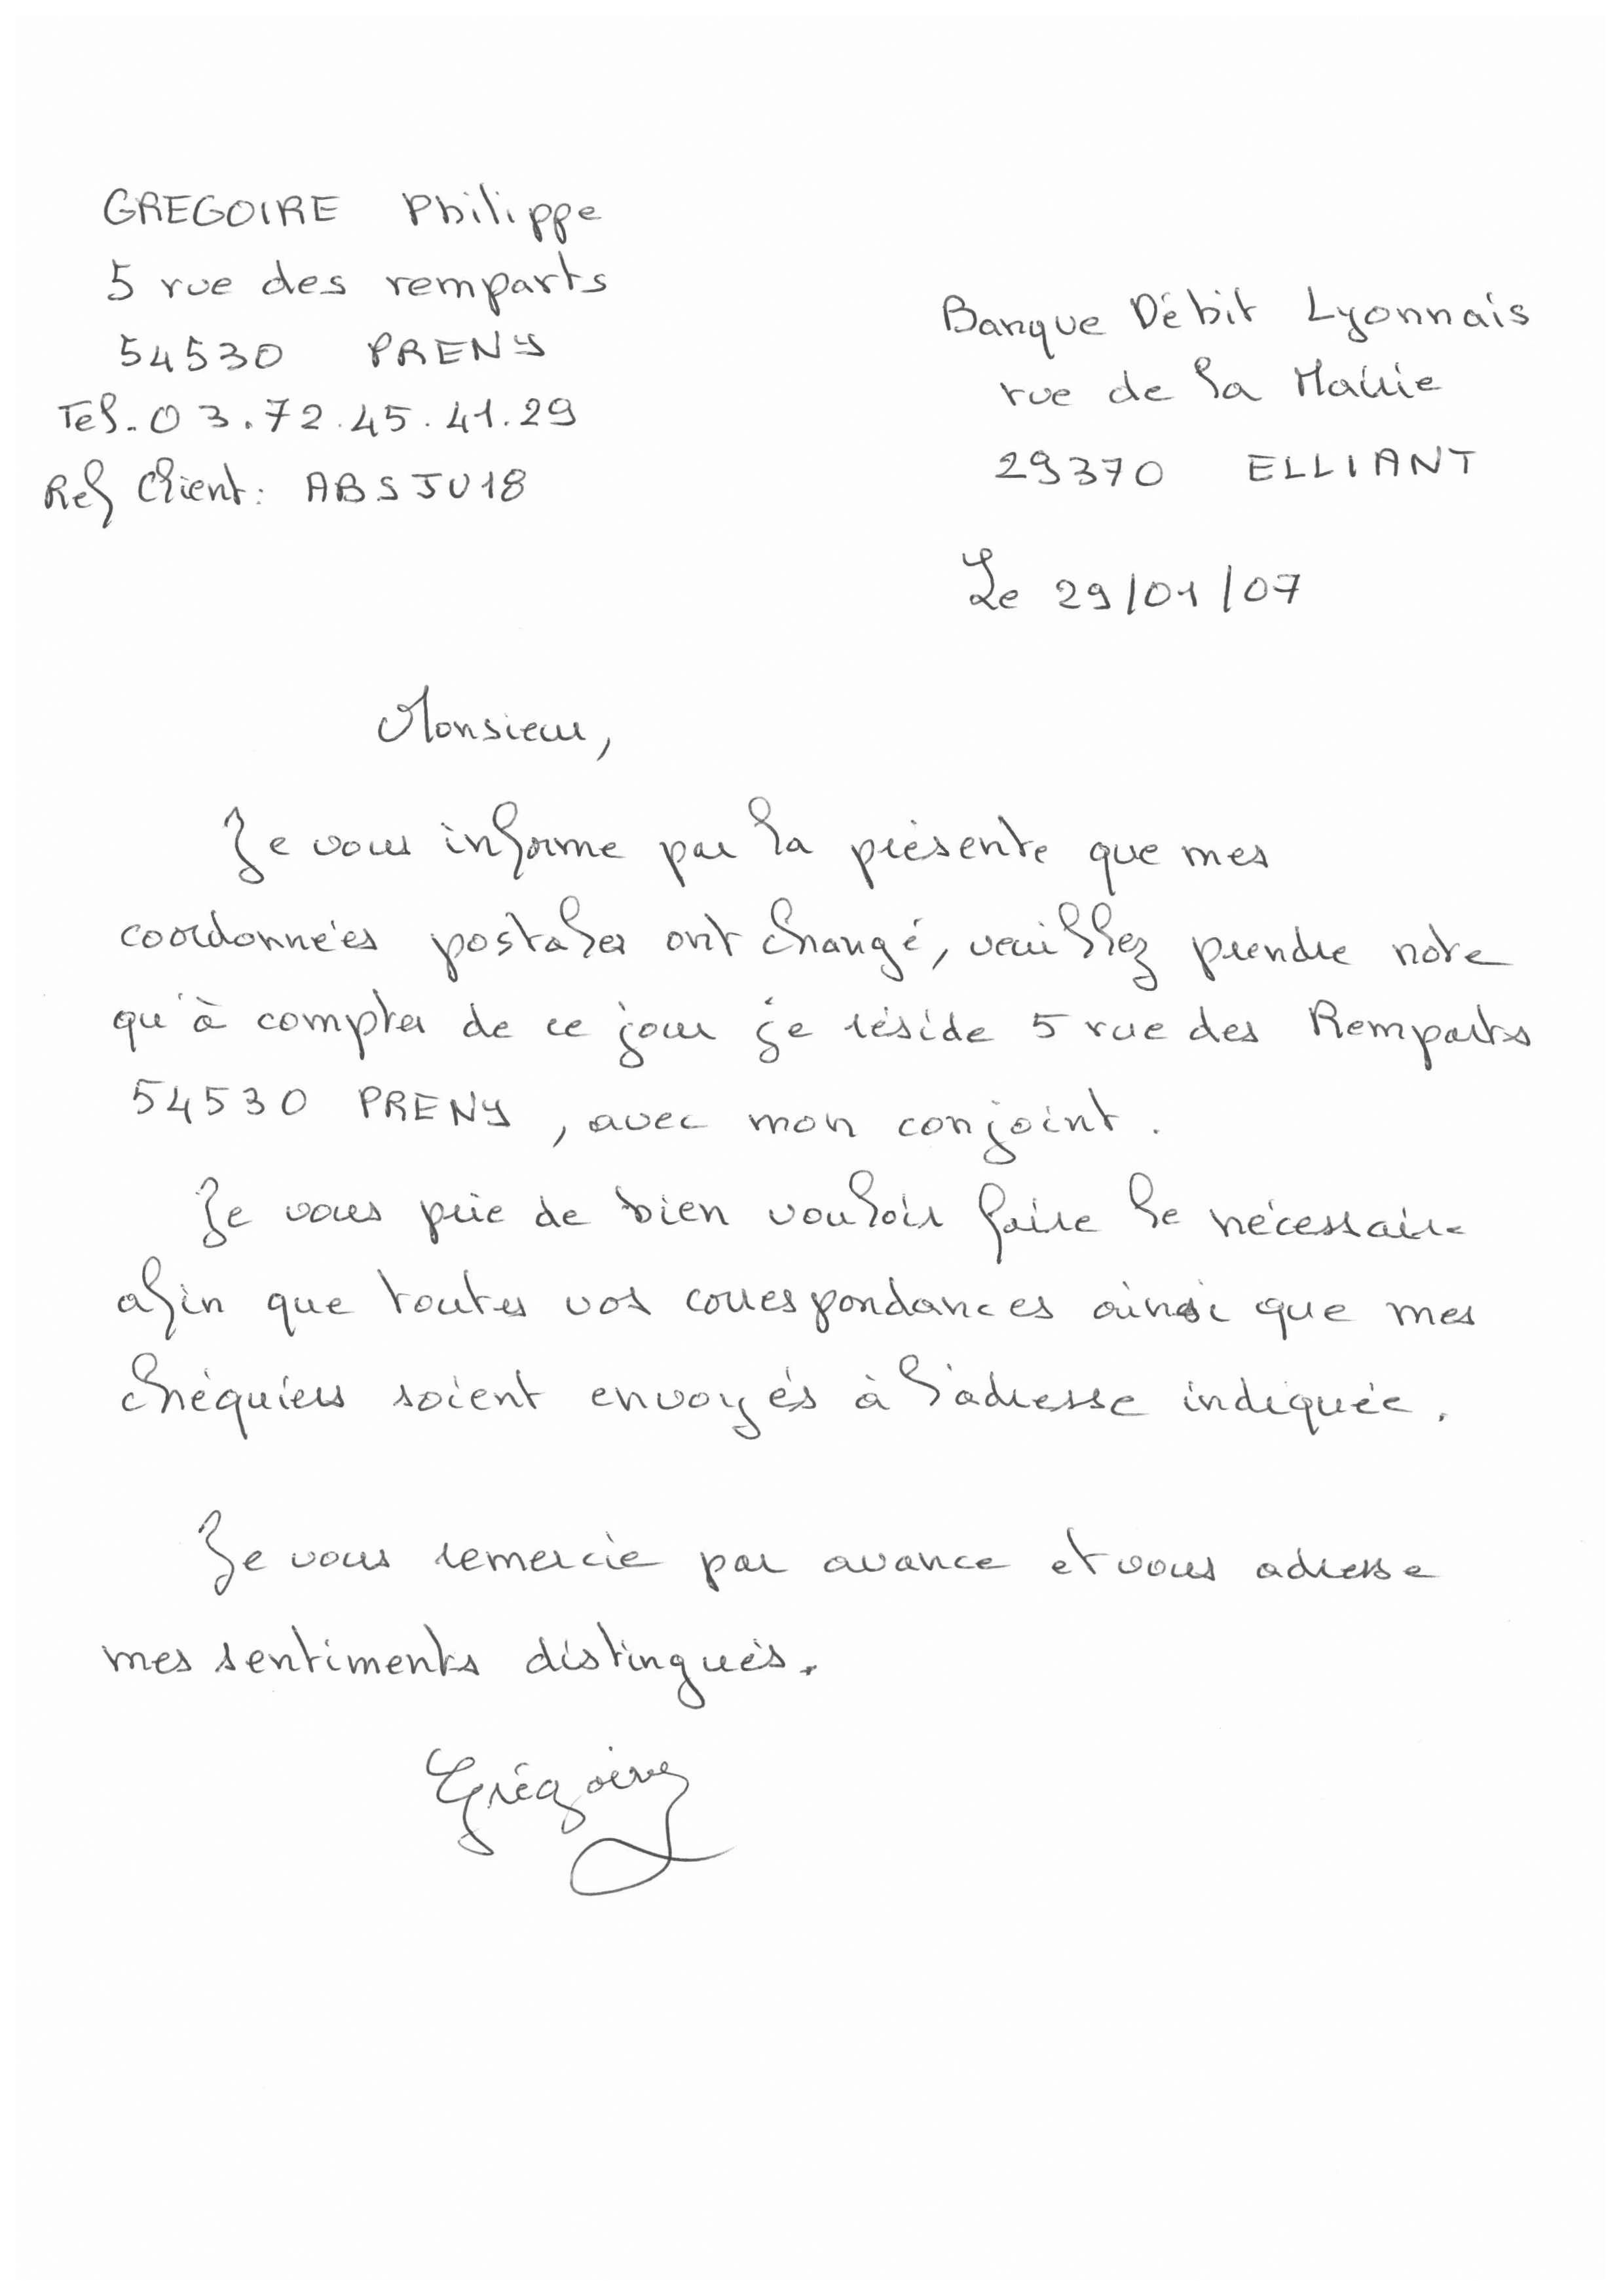 GREGOIRE Philippe
5 rue des remparts
54530 PRENY
Tel. 03.72.45.41.29
Ref Client : ABSJU18
Banque Débit Lyonnais
rue de la Mairie
29370 ELLIANT
Le 29/01/07
Monsieur,
Je vous informe par la présente que mes
coordonnées postales ont changé, veuillez prendre note
qu'à compter de ce jour je réside 5 rue des Remparts
54530 PRENY, avec mon conjoint.
Je vous prie de bien vouloir faire le nécessaire
afin que toutes vos correspondances ainsi que mes
chéquiers soient envoyés à l'adresse indiquée.
Je vous remercie par avance et vous adresse
mes sentiments distingués.
Grégoire